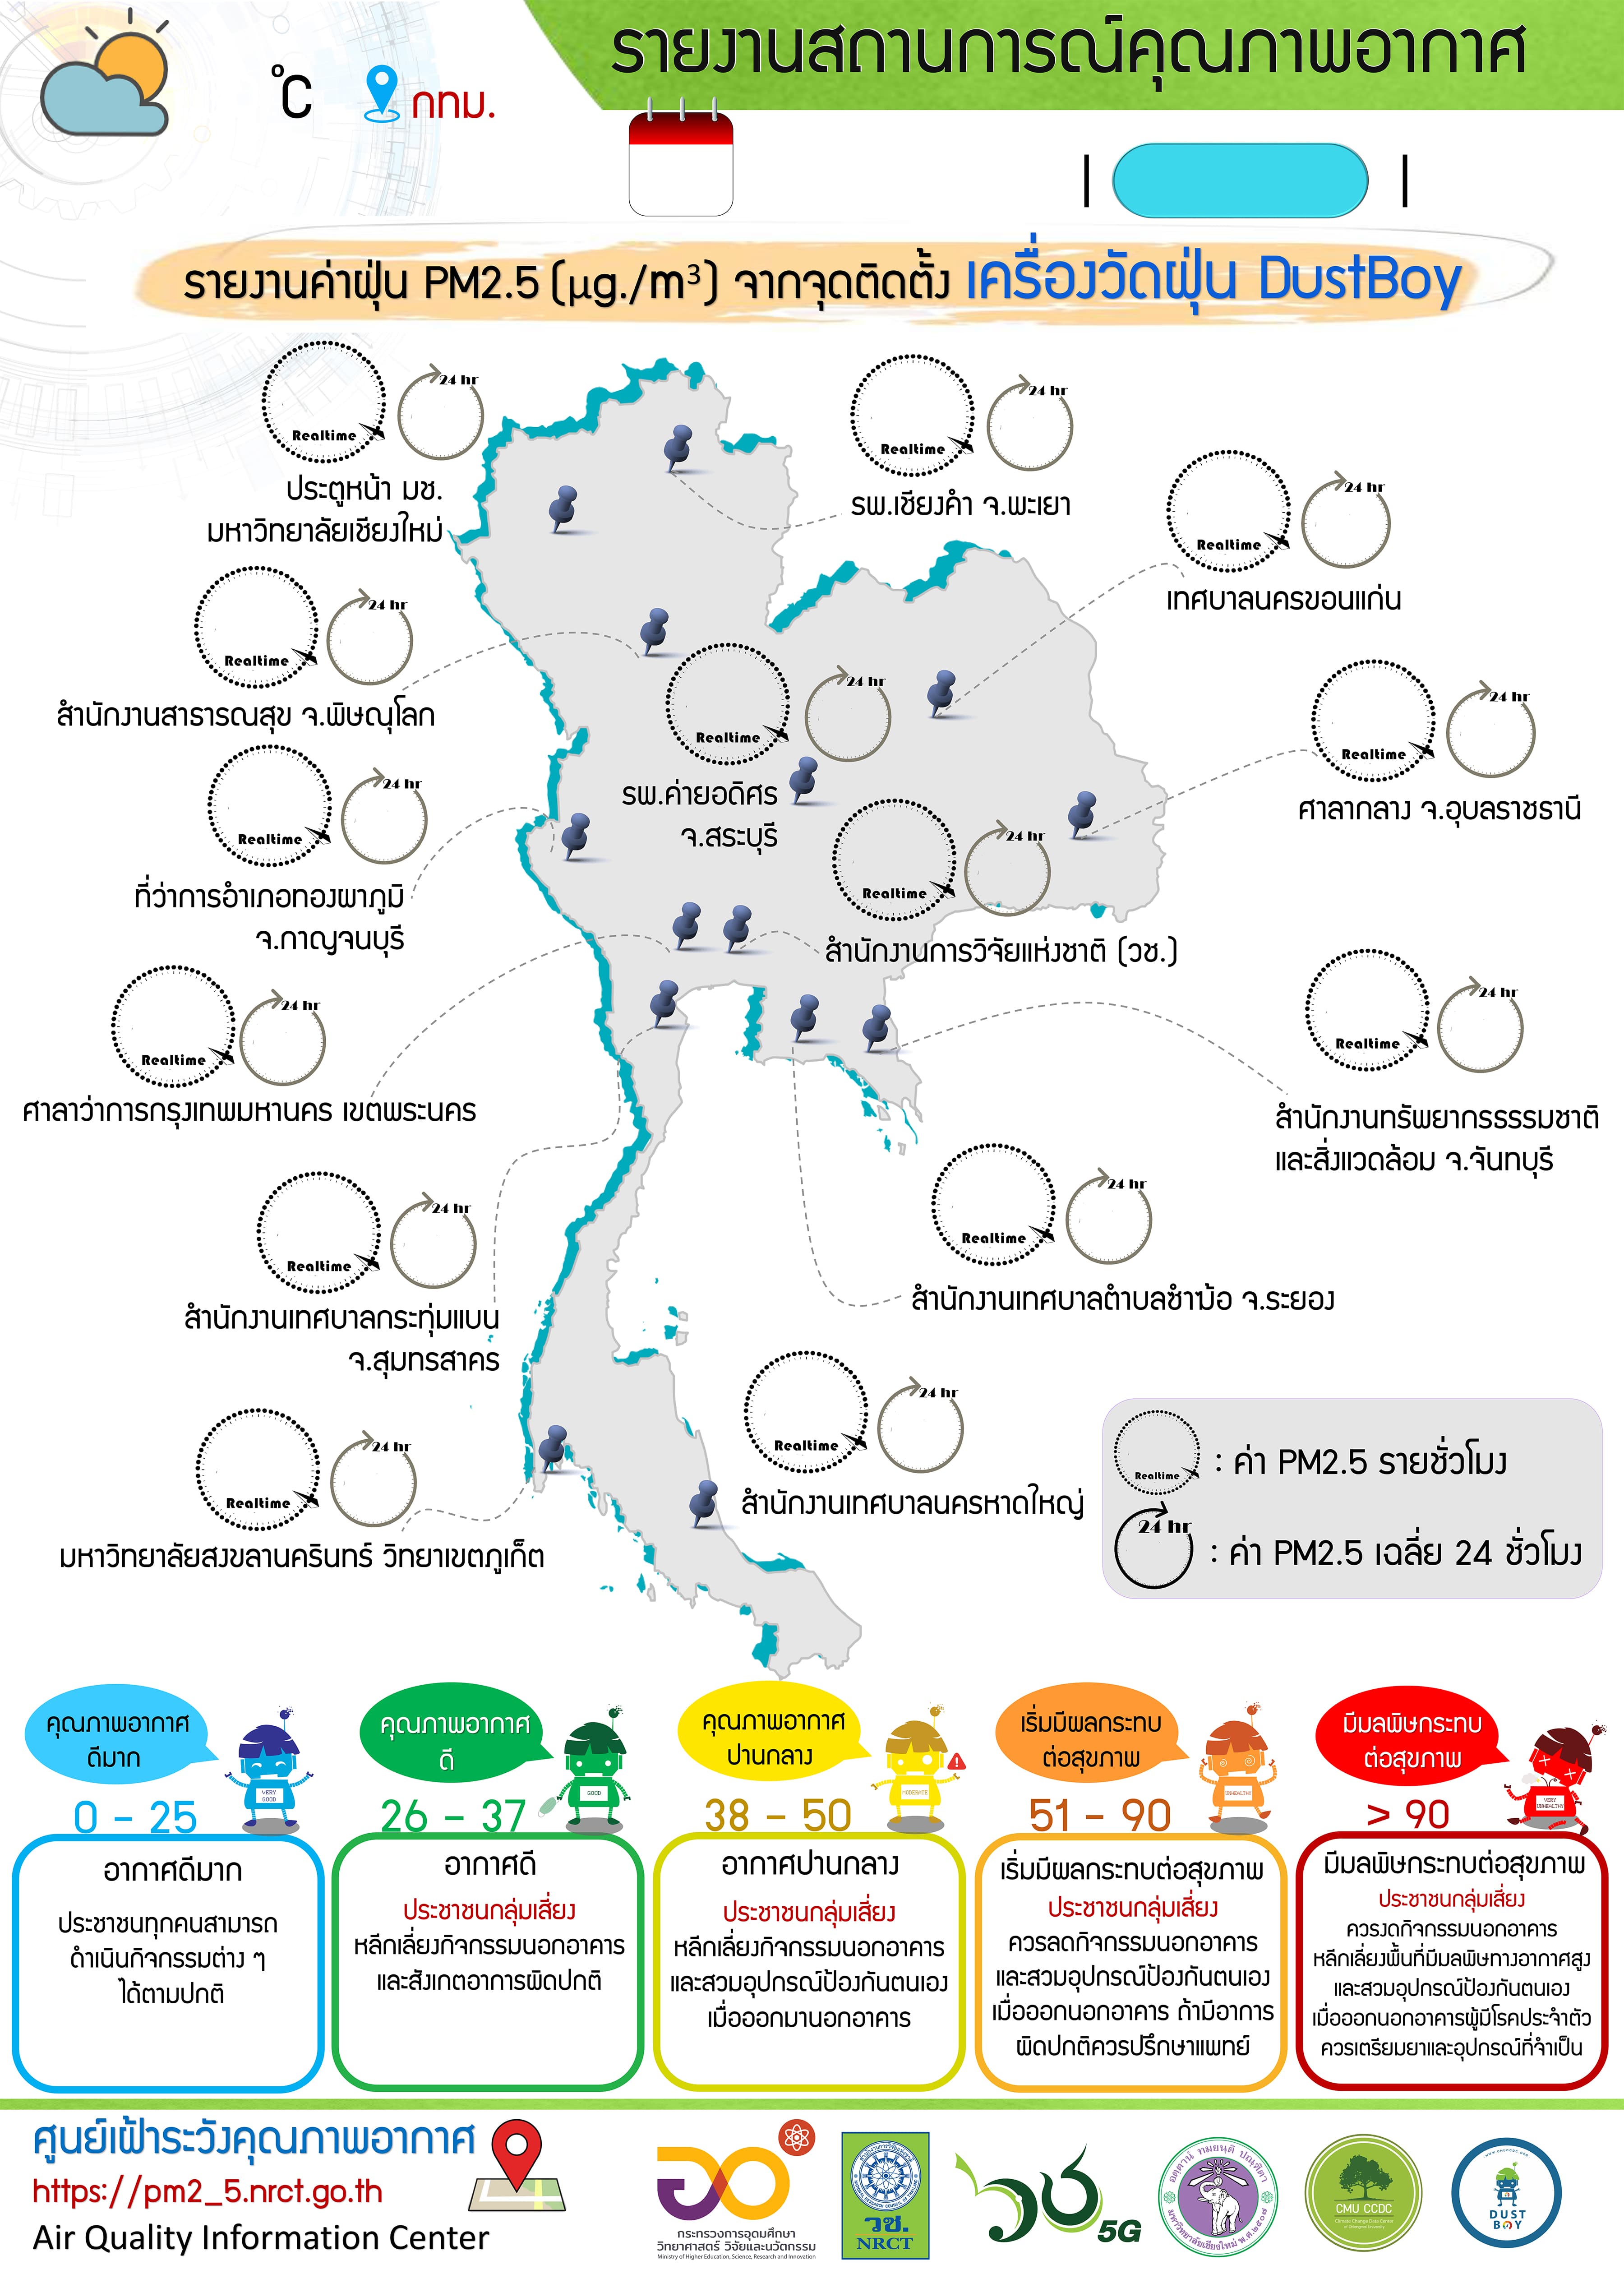 รายงานสถานการณ์คุณภาพอากาศ
°C
กทม.
รายงานค่าฝุ่น PM2.5 (µg./m³) จากจุดติดตั้ง เครื่องวัดฝุ่น DustBoy
Realtime
24 hr
ประตูหน้า มช.
มหาวิทยาลัยเชียงใหม่
Realtime
24 hr
รพ.เชียงคำ จ.พะเยา
Realtime
24 hr
เทศบาลนครขอนแก่น
Realtime
24 hr
สำนักงานสาธารณสุข จ.พิษณุโลก
Realtime
24 hr
รพ.ค่ายอดิศร
จ.สระบุรี
Realtime
24 hr
ศาลากลาง จ.อุบลราชธานี
Realtime
24 hr
ที่ว่าการอำเภอทองผาภูมิ
จ.กาญจนบุรี
Realtime
24 hr
สำนักงานการวิจัยแห่งชาติ (วช.)
Realtime
24 hr
ศาลาว่าการกรุงเทพมหานคร เขตพระนคร
Realtime
24 hr
สำนักงานทรัพยากรธรรมชาติ
และสิ่งแวดล้อม จ.จันทบุรี
Realtime
24 hr
สำนักงานเทศบาลกระทุ่มแบน
จ.สุมทรสาคร
Realtime
24 hr
สำนักงานเทศบาลตำบลชำฆ้อ จ.ระยอง
Realtime
24 hr
สำนักงานเทศบาลนครหาดใหญ่
Realtime
24 hr
มหาวิทยาลัยสงขลานครินทร์ วิทยาเขตภูเก็ต
Realtime
: ค่า PM2.5 รายชั่วโมง
24 hr
: ค่า PM2.5 เฉลี่ย 24 ชั่วโมง
คุณภาพอากาศ
ดีมาก
VERY
GOOD
0 - 25
อากาศดีมาก
ประชาชนทุกคนสามารถ
ดำเนินกิจกรรมต่าง ๆ
ได้ตามปกติ
คุณภาพอากาศ
ดี
GOOD
26 - 37
อากาศดี
ประชาชนกลุ่มเสี่ยง
หลีกเลี่ยงกิจกรรมนอกอาคาร
และสังเกตอาการผิดปกติ
คุณภาพอากาศ
ปานกลาง
MODERATE
38 - 50
อากาศปานกลาง
ประชาชนกลุ่มเสี่ยง
หลีกเลี่ยงกิจกรรมนอกอาคาร
และสวมอุปกรณ์ป้องกันตนเอง
เมื่อออกมานอกอาคาร
เริ่มมีผลกระทบ
ต่อสุขภาพ
UNHEALTHY
51 - 90
เริ่มมีผลกระทบต่อสุขภาพ
ประชาชนกลุ่มเสี่ยง
ควรลดกิจกรรมนอกอาคาร
และสวมอุปกรณ์ป้องกันตนเอง
เมื่อออกนอกอาคาร ถ้ามีอาการ
ผิดปกติควรปรึกษาแพทย์
มีมลพิษกระทบ
ต่อสุขภาพ
VERY
UNHEALTHY
> 90
มีมลพิษกระทบต่อสุขภาพ
ประชาชนกลุ่มเสี่ยง
ควรงดกิจกรรมนอกอาคาร
หลีกเลี่ยงพื้นที่มีมลพิษทางอากาศสูง
และสวมอุปกรณ์ป้องกันตนเอง
เมื่อออกนอกอาคารผู้มีโรคประจำตัว
ควรเตรียมยาและอุปกรณ์ที่จำเป็น
ศูนย์เฝ้าระวังคุณภาพอากาศ
https://pm2_5.nrct.go.th
Air Quality Information Center
กระทรวงการอุดมศึกษา
วิทยาศาสตร์ วิจัยและนวัตกรรม
Ministry of Higher Education, Science, Research and Innovation
วช.
NRCT
5G
อตฺตานํ ทมยนฺติ ปณฺฑิตา
มหาวิทยาลัยเชียงใหม่ พ.ศ.๒๕๐๗
CMU CCDC
Climate Change Data Center
DUST
BOY